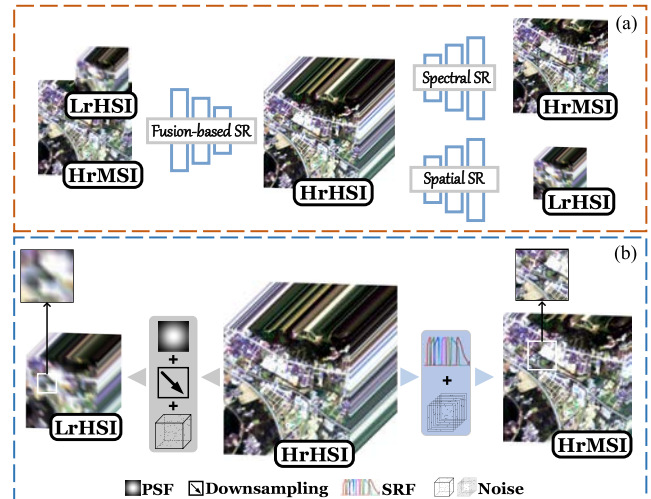 (a)
LrHSI
HrMSI
Fusion-based SR
HrHSI
Spectral SR
HrMSI
Spatial SR
LrHSI
(b)
LrHSI
HrHSI
HrMSI
PSF Downsampling SRF Noise